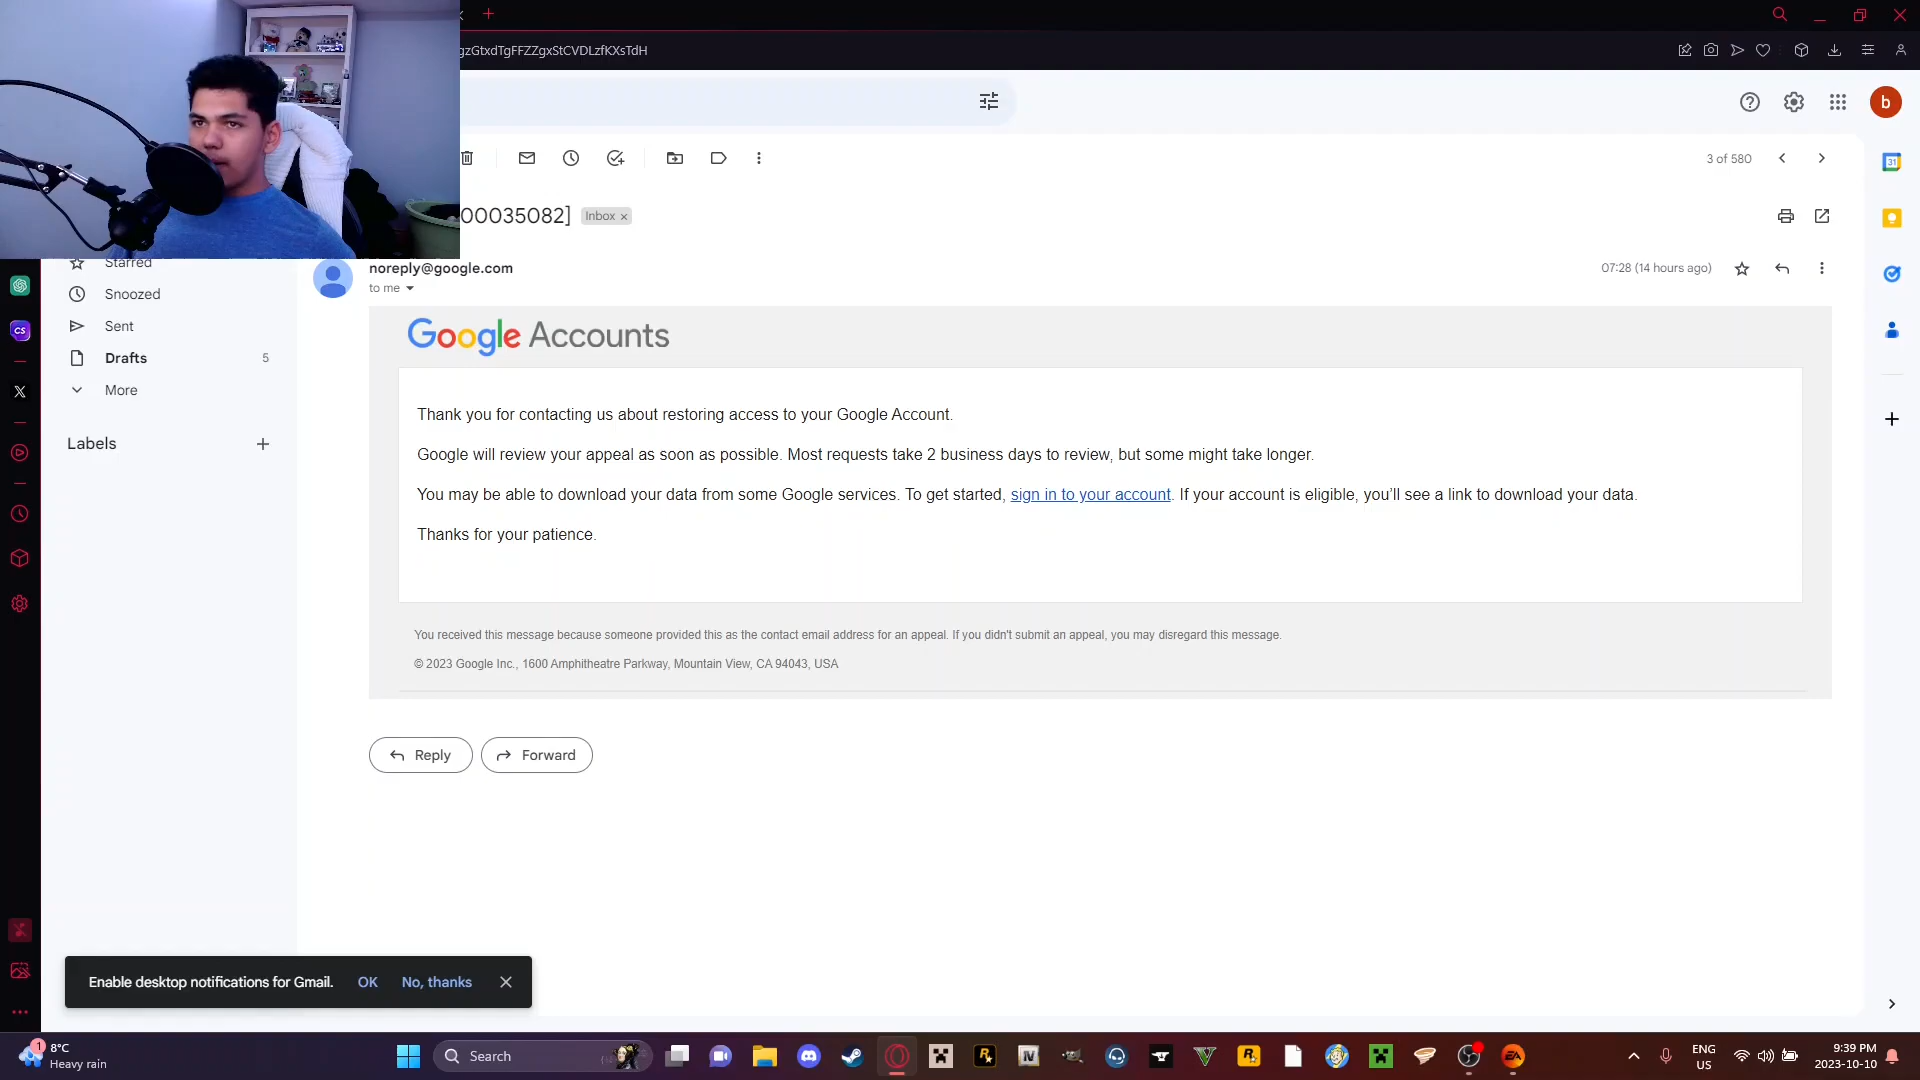 gzGtxdTgFFZZgxStCVDLzfKXsTdH
b
3 of 580
31
00035082]
Inbox ×
Starred
noreply@google.com
07:28 (14 hours ago)
to me
Snoozed
Sent
Drafts 5
More
Labels
CS
Google Accounts
Thank you for contacting us about restoring access to your Google Account.
Google will review your appeal as soon as possible. Most requests take 2 business days to review, but some might take longer.
You may be able to download your data from some Google services. To get started, sign in to your account. If your account is eligible, you’ll see a link to download your data.
Thanks for your patience.
You received this message because someone provided this as the contact email address for an appeal. If you didn't submit an appeal, you may disregard this message.
© 2023 Google Inc., 1600 Amphitheatre Parkway, Mountain View, CA 94043, USA
Reply
Forward
Enable desktop notifications for Gmail. OK No, thanks
1
8°C
Heavy rain
Search
IV
EA
ENG
US
9:39 PM
2023-10-10